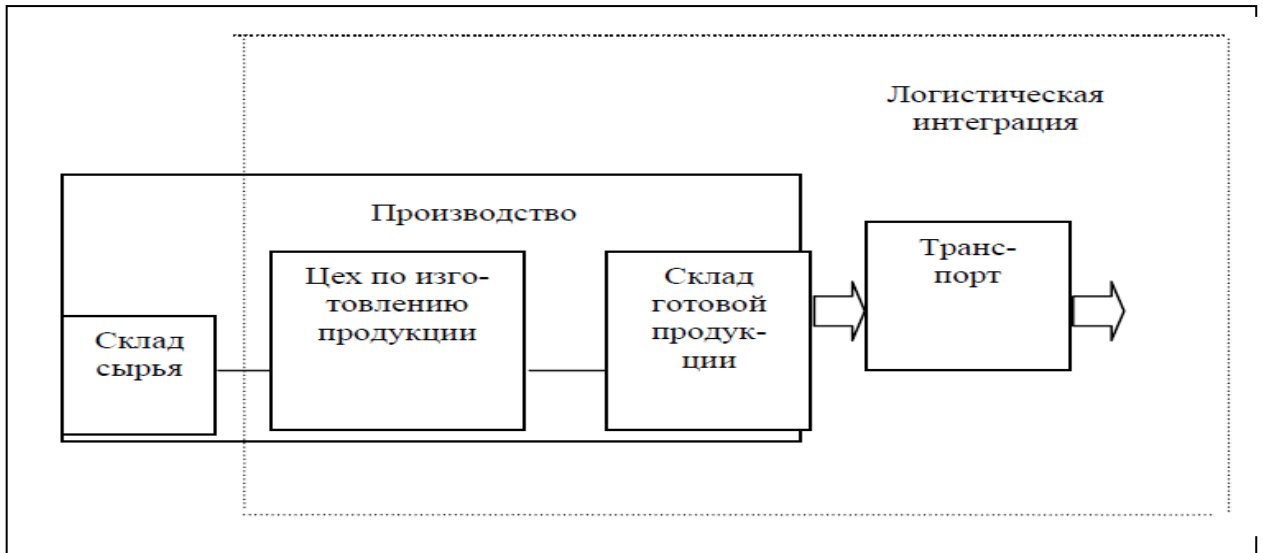 Логистическая
интеграция
Производство
Склад
сырья
Цех по изго-
товлению
продукции
Склад
готовой
продук-
ции
Транс-
порт